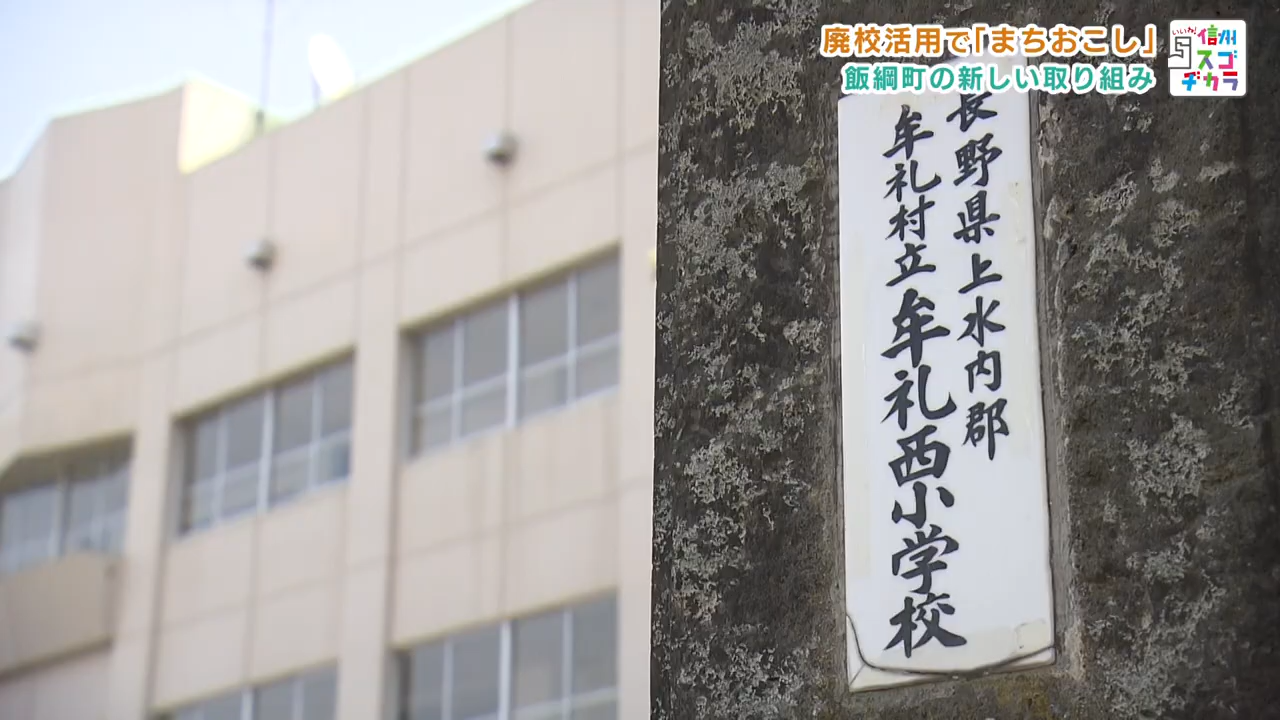 廃校活用で「まちおこし」
飯綱町の新しい取り組み
いいね!
信州
スゴ
ヂカラ
長野県上水内郡
牟礼村立牟礼西小学校